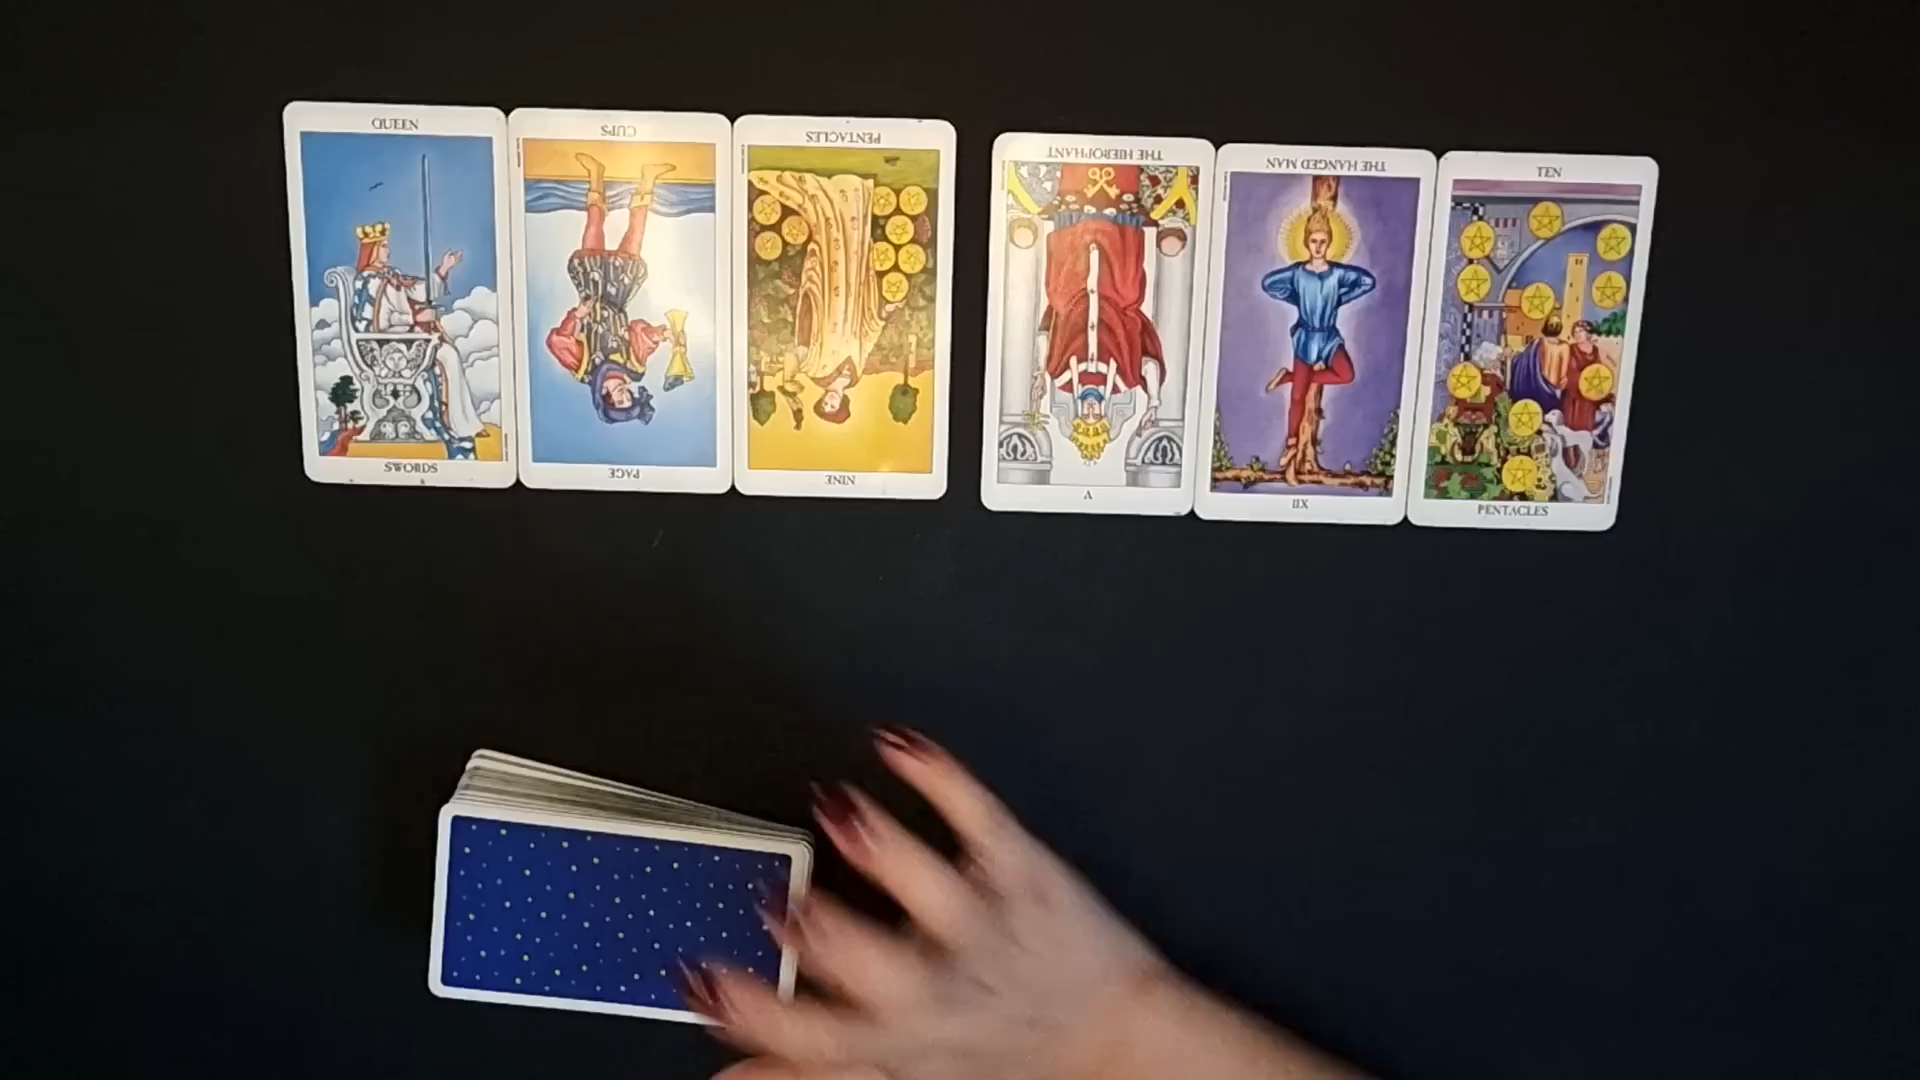 QUEEN
SWORDS
CUPS
PAGE
PENTACLES
NINE
THE HIEROPHANT
V
THE HANGED MAN
XII
TEN
PENTACLES